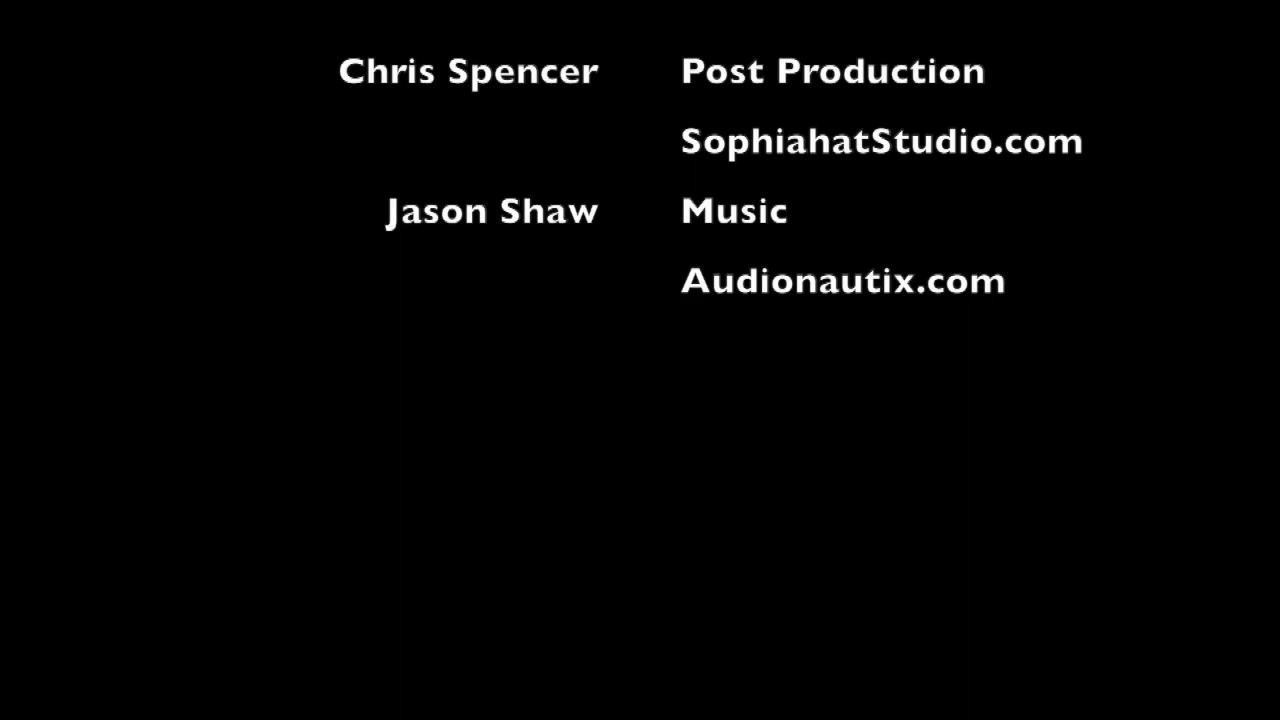 Chris Spencer Post Production
SophiahatStudio.com
Jason Shaw Music
Audionautix.com